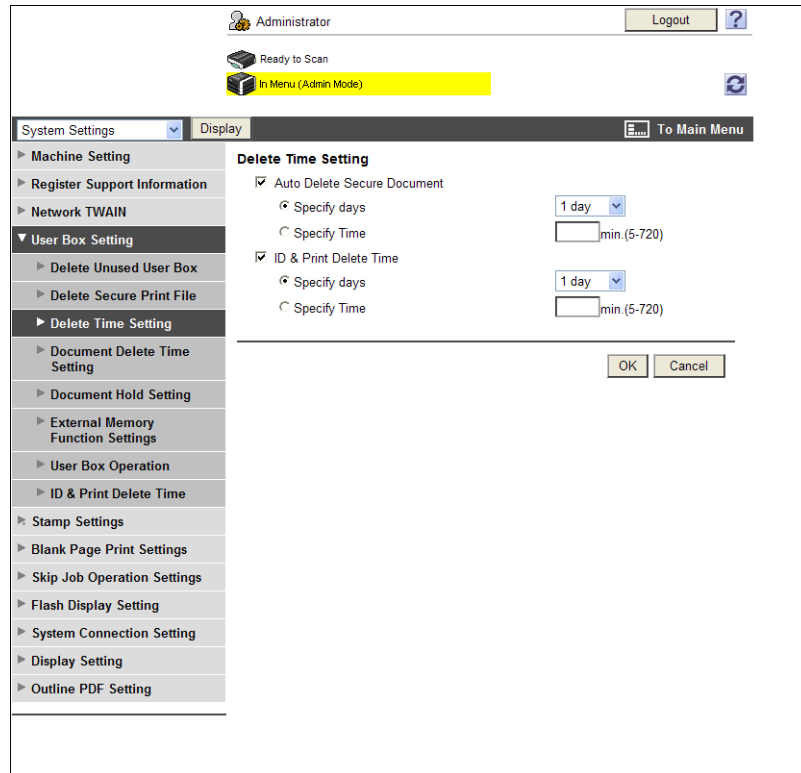 Administrator
Logout
?
Ready to Scan
In Menu (Admin Mode)
System Settings
Display
To Main Menu
Machine Setting
Register Support Information
Network TWAIN
User Box Setting
Delete Unused User Box
Delete Secure Print File
Delete Time Setting
Document Delete Time
Setting
Document Hold Setting
External Memory
Function Settings
User Box Operation
ID & Print Delete Time
Stamp Settings
Blank Page Print Settings
Skip Job Operation Settings
Flash Display Setting
System Connection Setting
Display Setting
Outline PDF Setting
Delete Time Setting
Auto Delete Secure Document
Specify days
1 day
Specify Time
min.(5-720)
ID & Print Delete Time
Specify days
1 day
Specify Time
min.(5-720)
OK
Cancel